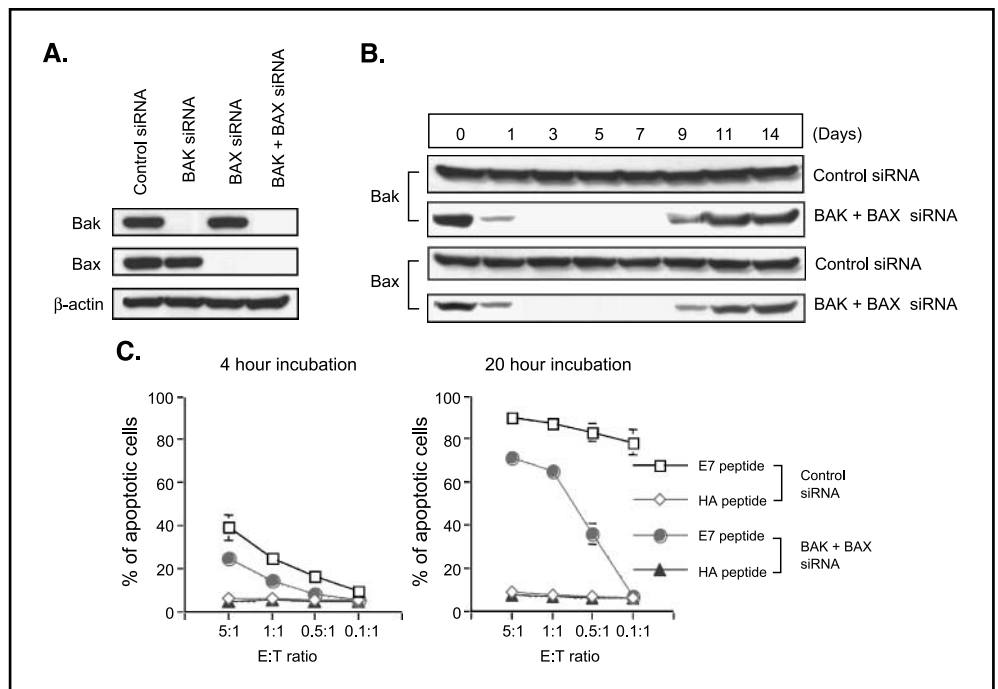 A.
Control siRNA
BAK siRNA
BAX siRNA
BAK + BAX siRNA
Bak
Bax
β-actin
B.
0 1 3 5 7 9 11 14 (Days)
Bak
Control siRNA
BAK + BAX siRNA
Bax
Control siRNA
BAK + BAX siRNA
C.
4 hour incubation
% of apoptotic cells
100
80
60
40
20
0
5:1 1:1 0.5:1 0.1:1
E:T ratio
20 hour incubation
% of apoptotic cells
100
80
60
40
20
0
5:1 1:1 0.5:1 0.1:1
E:T ratio
E7 peptide
HA peptide
Control
siRNA
E7 peptide
HA peptide
BAK + BAX
siRNA